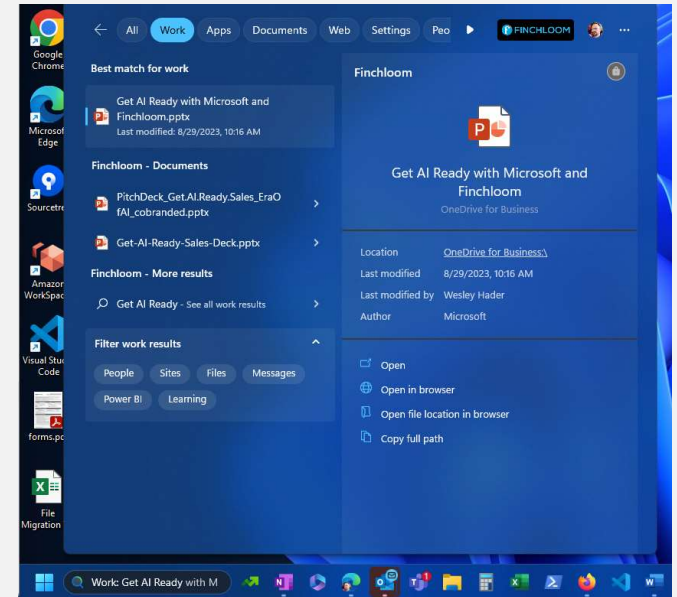 Google
Chrome
Microsof
Edge
Sourcetre
Amazon
WorkSpac
Visual Stu
Code
forms.pd
File
Migration
All Work Apps Documents Web Settings Peo
FINCHLOOM
Best match for work
Get AI Ready with Microsoft and
Finchloom.pptx
Last modified: 8/29/2023, 10:16 AM
Finchloom - Documents
PitchDeck_Get.AI.Ready.Sales_EraO
fAI_cobranded.pptx
Get-AI-Ready-Sales-Deck.pptx
Finchloom - More results
Get AI Ready - See all work results
Filter work results
People Sites Files Messages
Power BI Learning
Finchloom
Get AI Ready with Microsoft and
Finchloom
OneDrive for Business
Location OneDrive for Business:\
Last modified 8/29/2023, 10:16 AM
Last modified by Wesley Hader
Author Microsoft
Open
Open in browser
Open file location in browser
Copy full path
Work: Get AI Ready with M